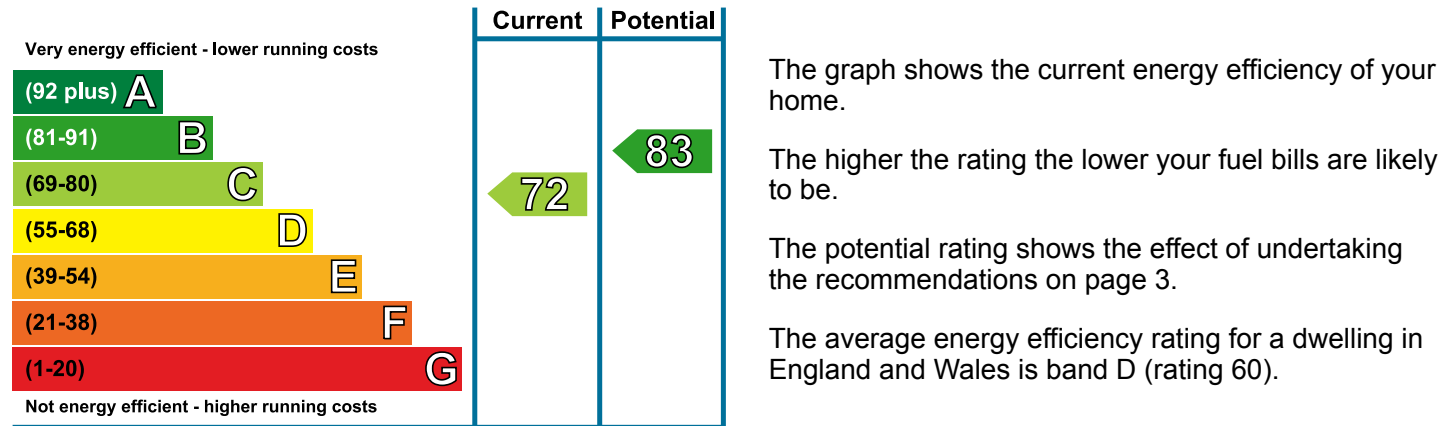 Current Potential
Very energy efficient - lower running costs
(92 plus) A
(81-91) B
(69-80) C
(55-68) D
(39-54) E
(21-38) F
(1-20) G
Not energy efficient - higher running costs
72
83
The graph shows the current energy efficiency of your
home.
The higher the rating the lower your fuel bills are likely
to be.
The potential rating shows the effect of undertaking
the recommendations on page 3.
The average energy efficiency rating for a dwelling in
England and Wales is band D (rating 60).